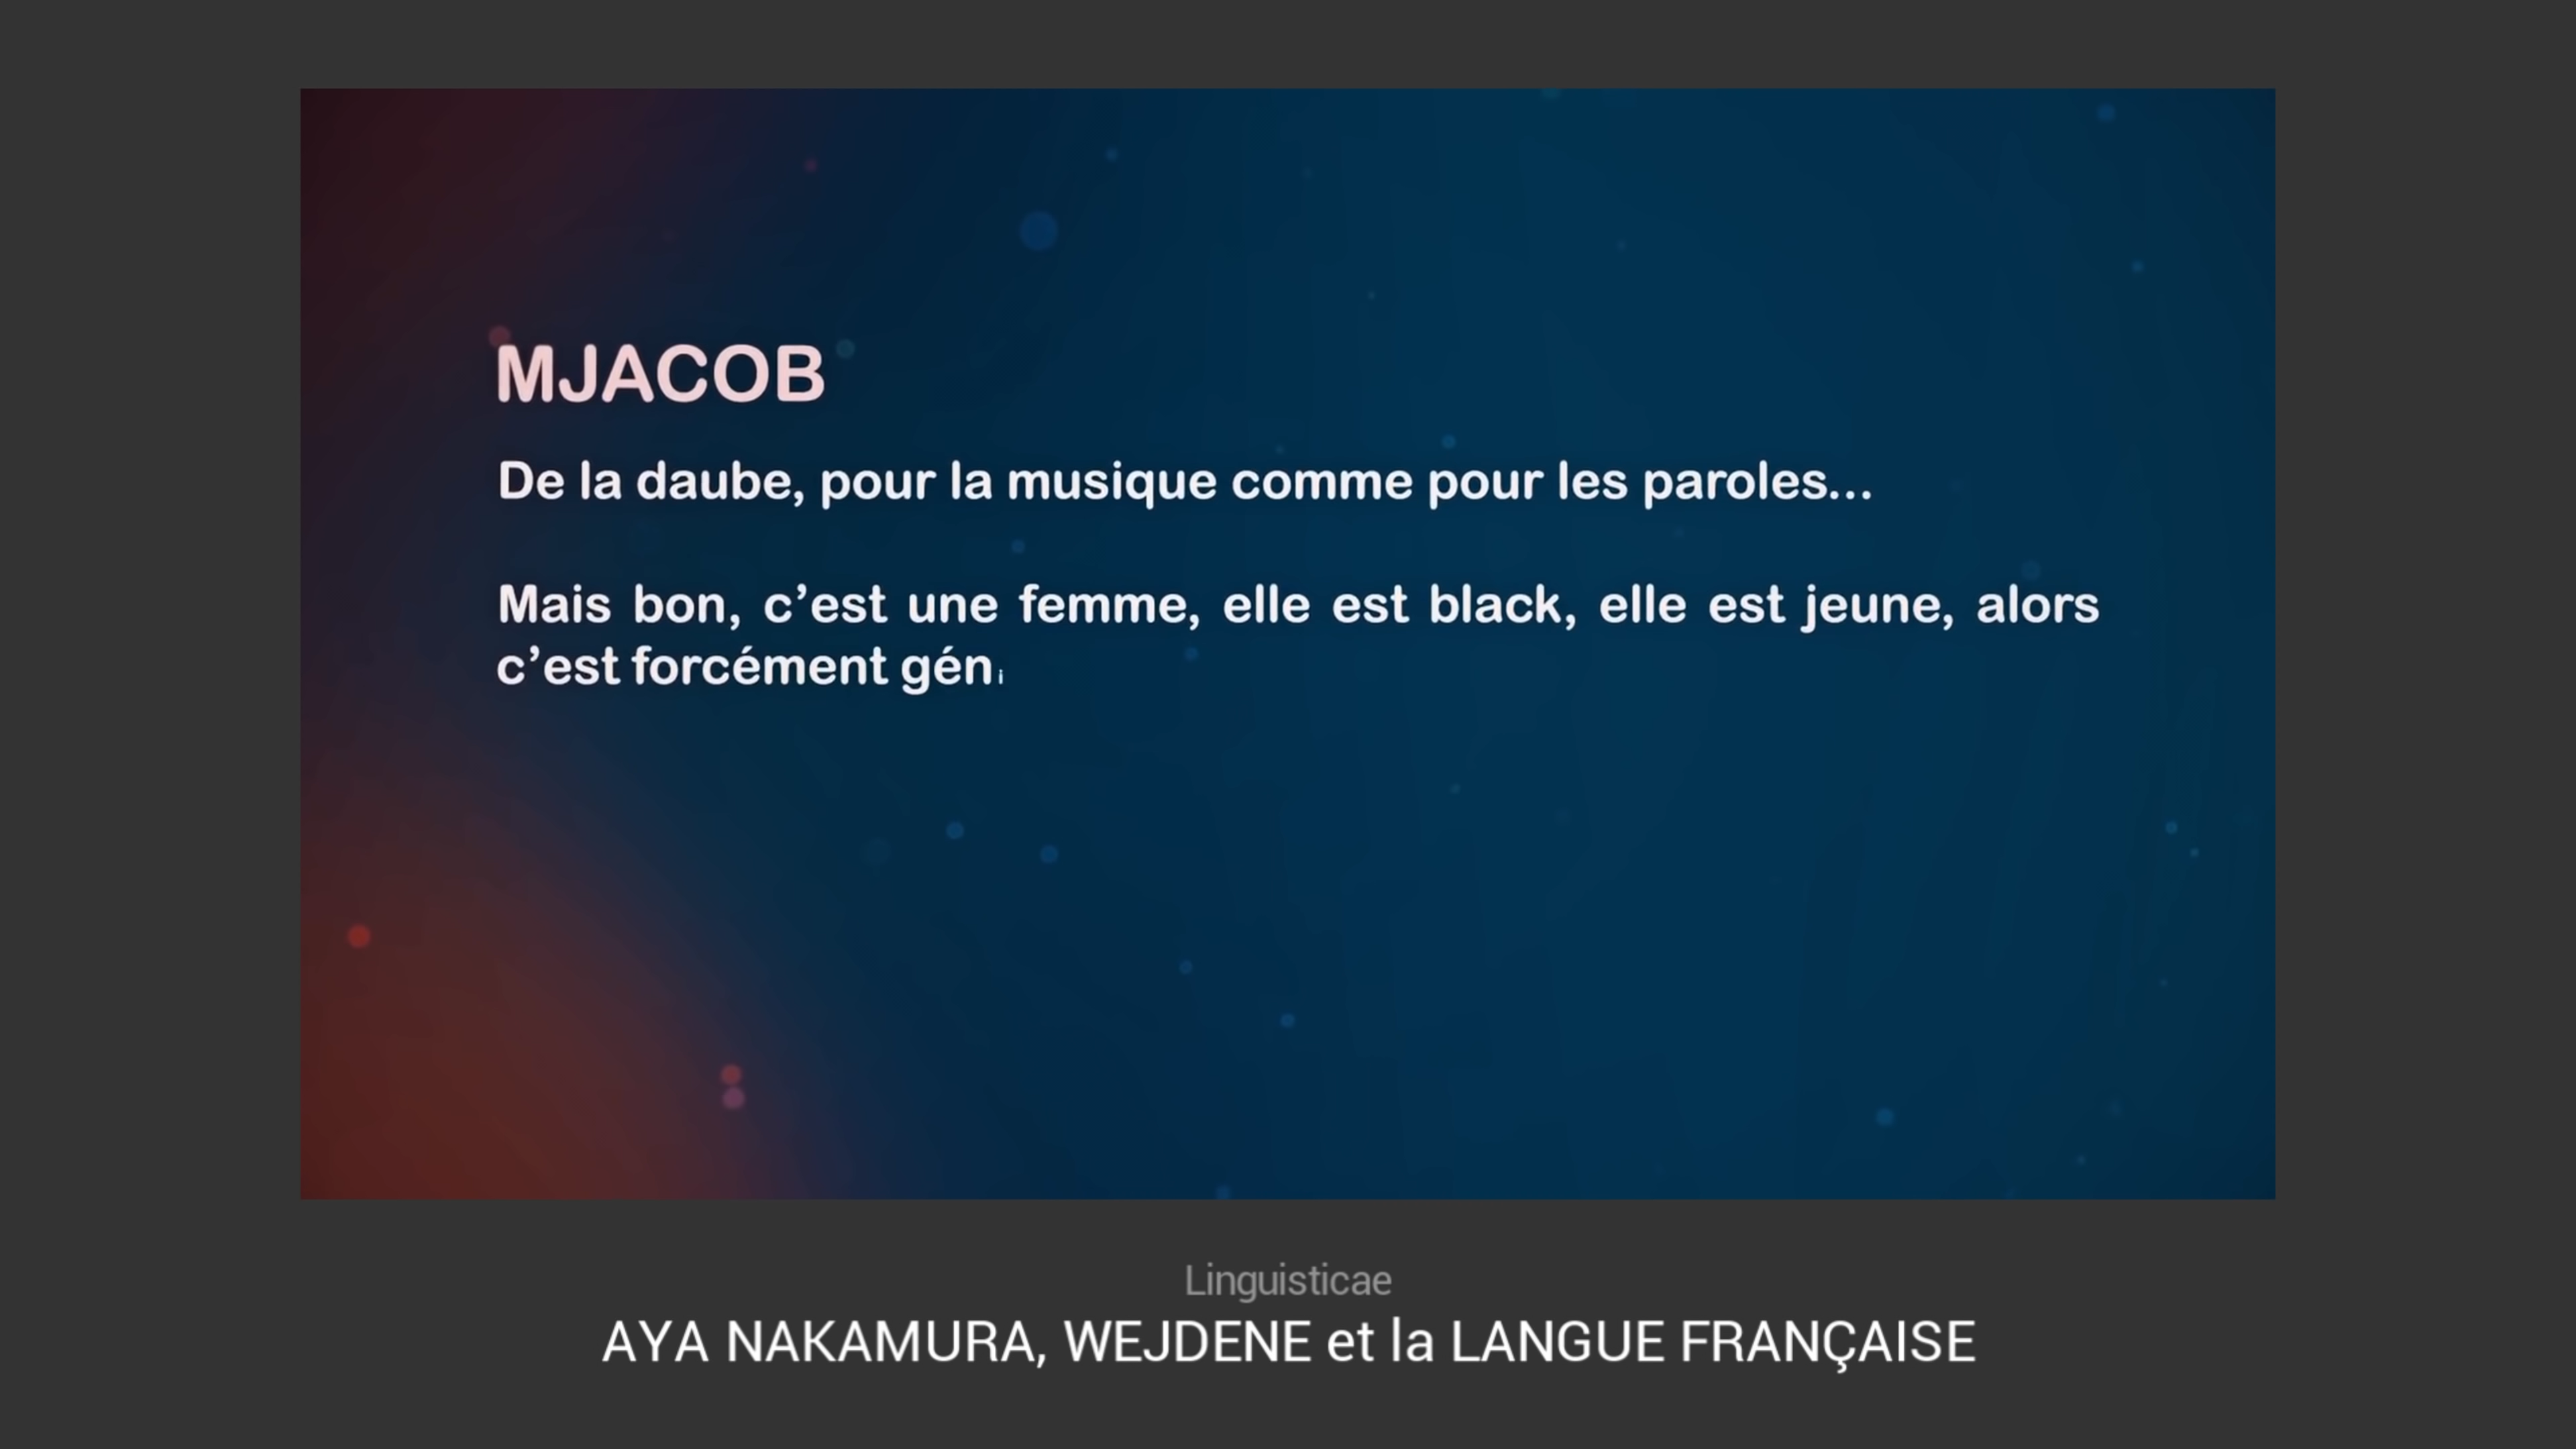 MJACOB
De la daube, pour la musique comme pour les paroles...
Mais bon, c’est une femme, elle est black, elle est jeune, alors
c’est forcément géni
Linguisticae
AYA NAKAMURA, WEJDENE et la LANGUE FRANÇAISE